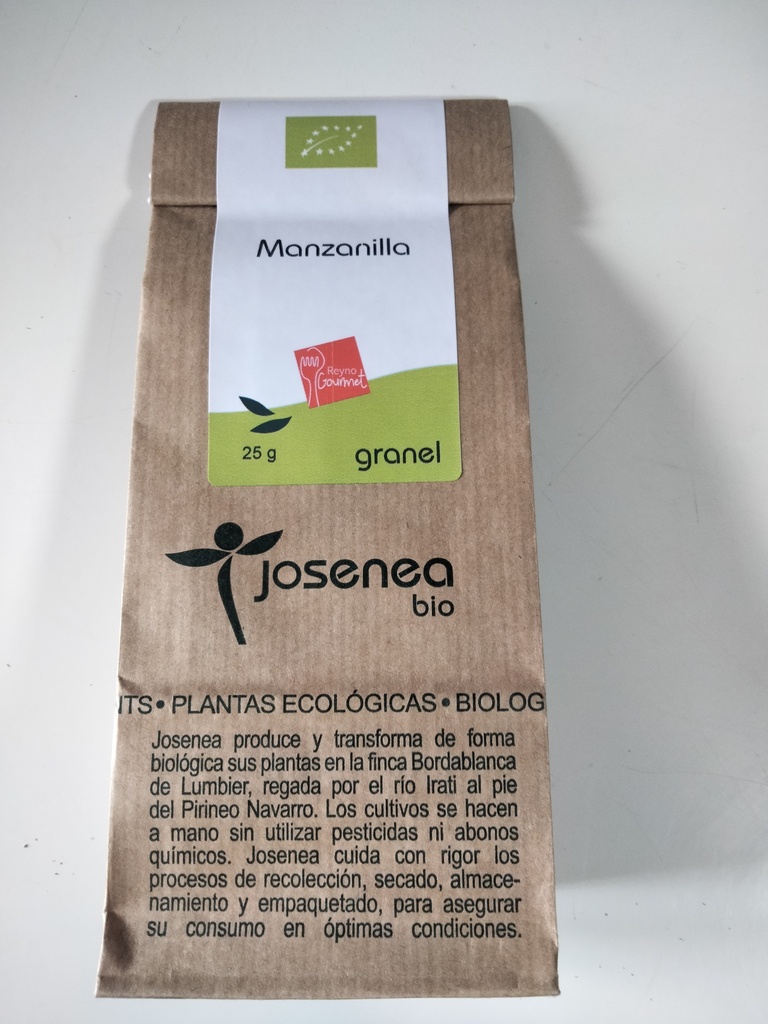 Manzanilla
Reyno
Gourmet
25 g
granel
josenea
bio
• PLANTAS ECOLÓGICAS • BIOLOG
Josenea produce y transforma de forma
biológica sus plantas en la finca Bordablanca
de Lumbier, regada por el río Irati al pie
del Pirineo Navarro. Los cultivos se hacen
a mano sin utilizar pesticidas ni abonos
químicos. Josenea cuida con rigor los
procesos de recolección, secado, almace-
namiento y empaquetado, para asegurar
su consumo en óptimas condiciones.